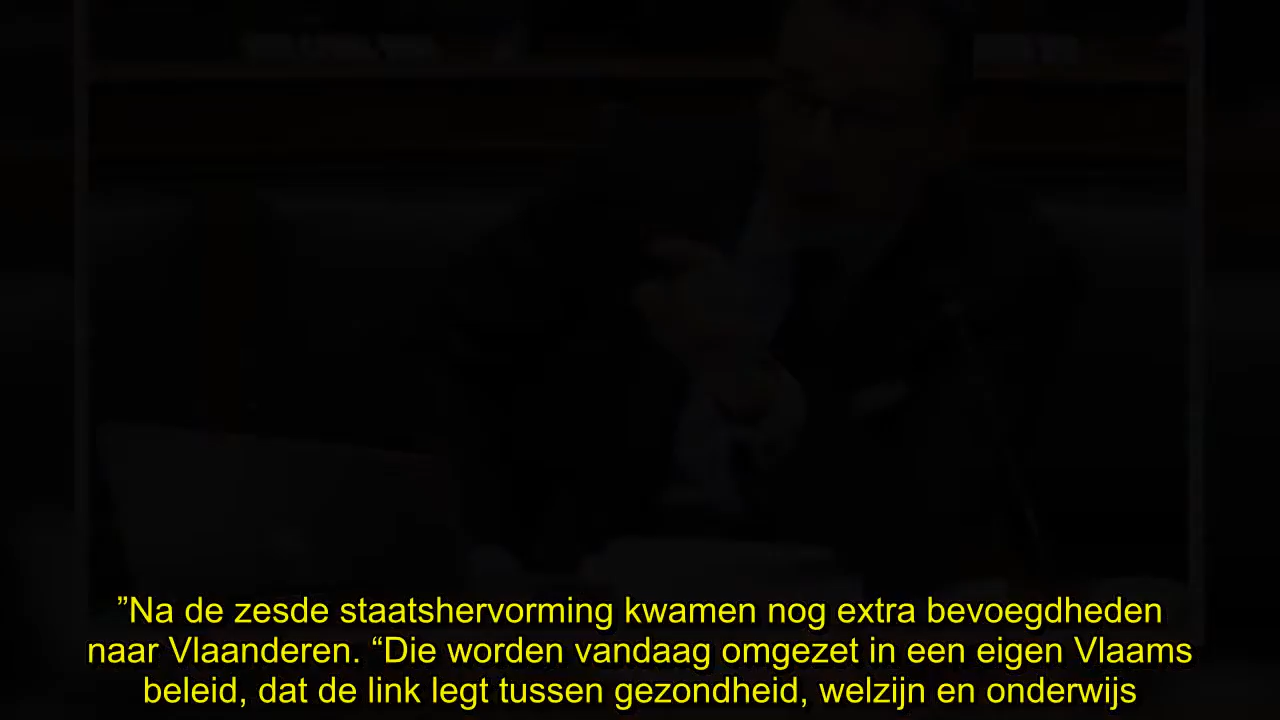 ”Na de zesde staatshervorming kwamen nog extra bevoegdheden
naar Vlaanderen. “Die worden vandaag omgezet in een eigen Vlaams
beleid, dat de link legt tussen gezondheid, welzijn en onderwijs